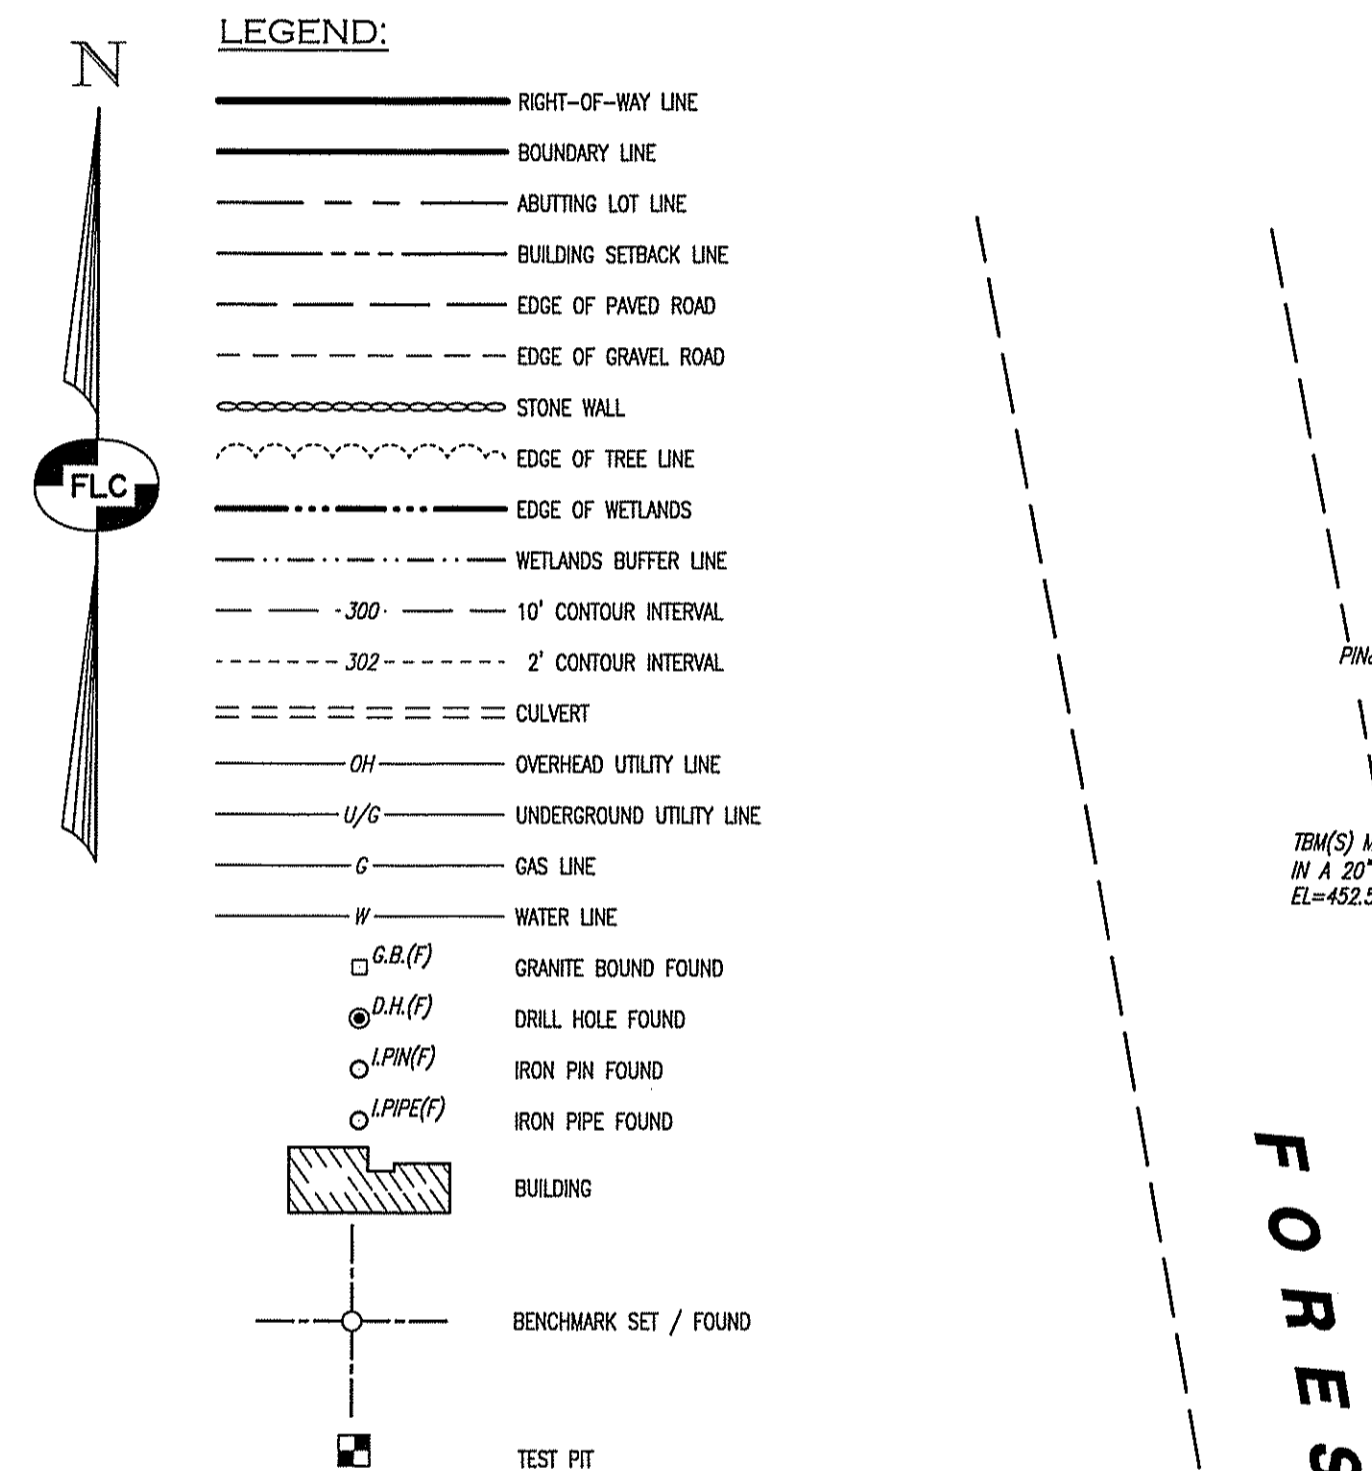 N
LEGEND:
RIGHT-OF-WAY LINE
BOUNDARY LINE
ABUTTING LOT LINE
BUILDING SETBACK LINE
EDGE OF PAVED ROAD
EDGE OF GRAVEL ROAD
STONE WALL
EDGE OF TREE LINE
FLC
EDGE OF WETLANDS
WETLANDS BUFFER LINE
300 10' CONTOUR INTERVAL
302 2' CONTOUR INTERVAL
CULVERT
OH OVERHEAD UTILITY LINE
U/G UNDERGROUND UTILITY LINE
G GAS LINE
W WATER LINE
G.B.(F) GRANITE BOUND FOUND
D.H.(F) DRILL HOLE FOUND
I.PIN(F) IRON PIN FOUND
I.PIPE(F) IRON PIPE FOUND
BUILDING
BENCHMARK SET / FOUND
TEST PIT
TBM(S) M
IN A 20"
EL=452.5
FORES